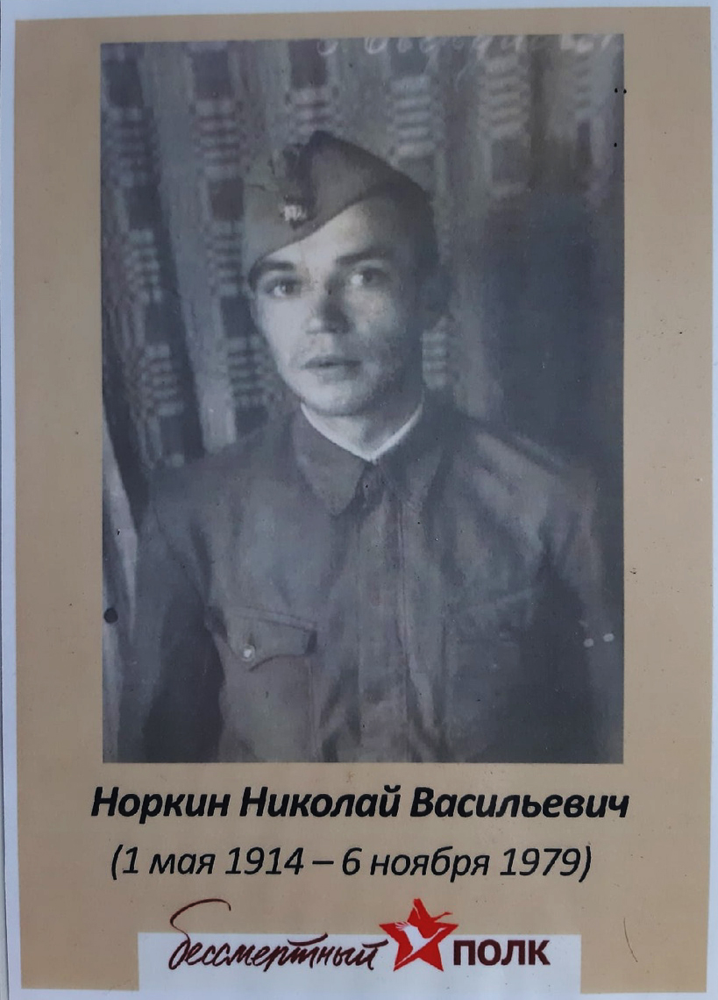 Норкин Николай Васильевич
(1 мая 1914 – 6 ноября 1979)
бессмертный ПОЛК